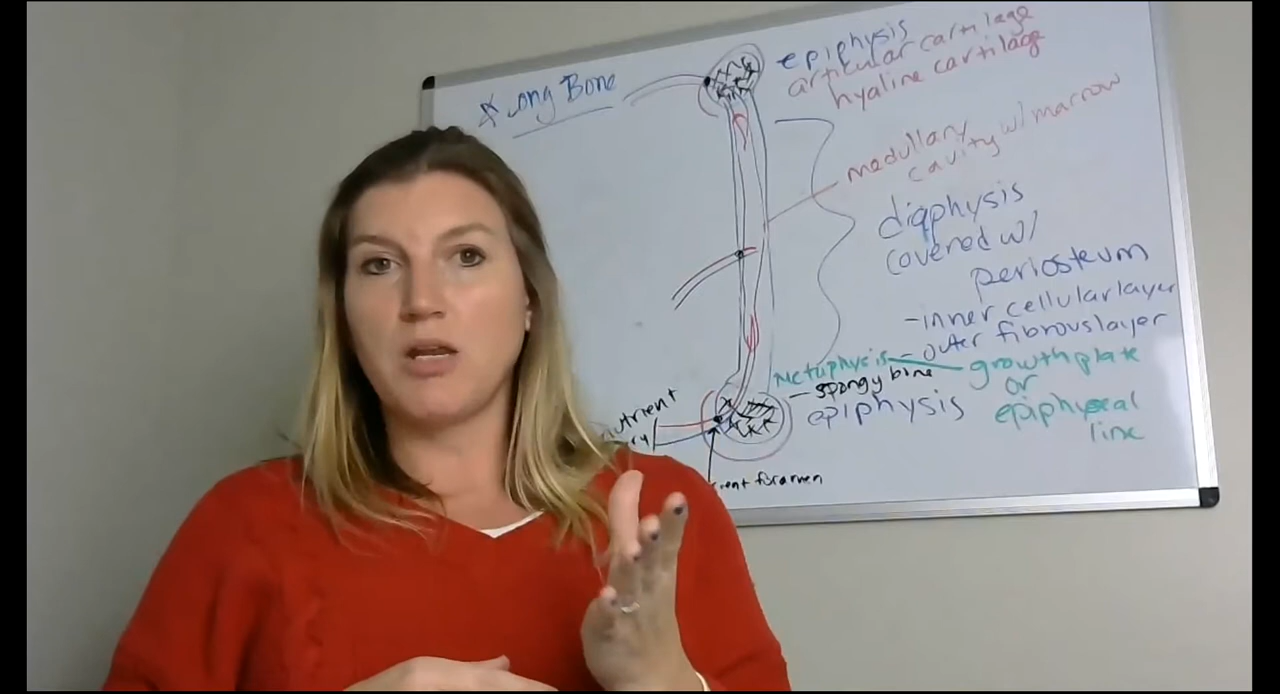 Long Bone
epiphysis
articular cartilage
hyaline cartilage
medullary
cavity w/ marrow
diaphysis
covered w/
periosteum
- inner cellular layer
- outer fibrous layer
Metaphysis - growth plate
or
epiphyseal
line
- spongy bone
epiphysis
nutrient
foramen